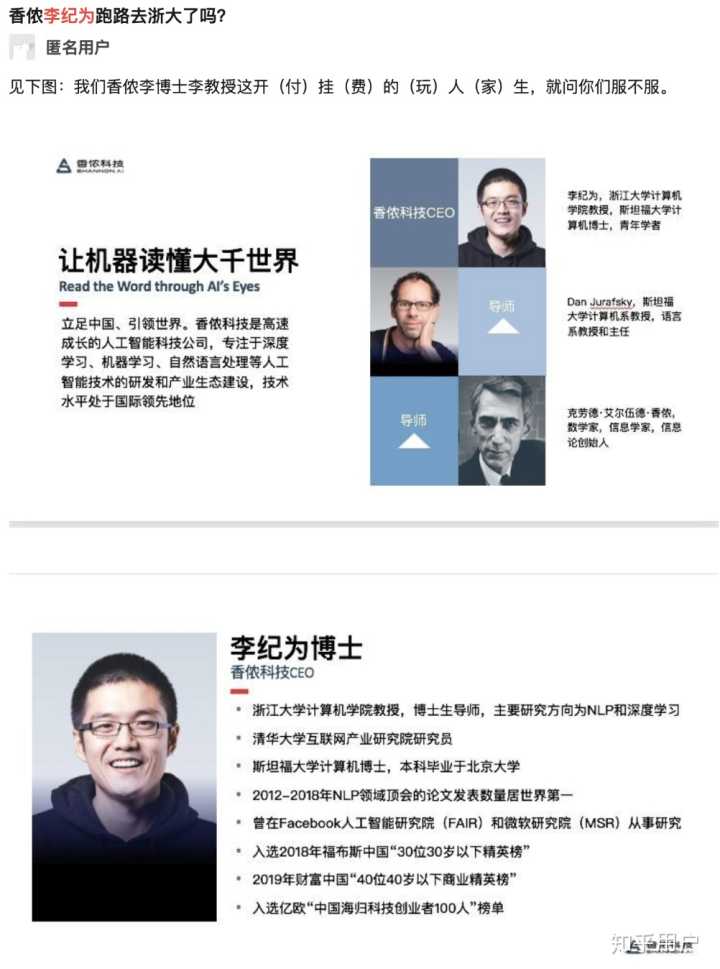 香侬李纪为跑路去浙大了吗?
匿名用户
见下图：我们香侬李博士李教授这开（付）挂（费）的（玩）人（家）生，就问你们服不服。
香侬科技
SHANNON.AI
让机器读懂大千世界
Read the Word through AI's Eyes
立足中国、引领世界。香侬科技是高速
成长的人工智能科技公司，专注于深度
学习、机器学习、自然语言处理等人工
智能技术的研发和产业生态建设，技术
水平处于国际领先地位
香侬科技CEO
李纪为，浙江大学计算机
学院教授，斯坦福大学计
算机博士，青年学者
导师
Dan Jurafsky，斯坦福
大学计算机系教授，语言
系教授和主任
导师
克劳德·艾尔伍德·香侬，
数学家，信息学家，信息
论创始人
李纪为博士
香侬科技CEO
▪ 浙江大学计算机学院教授，博士生导师，主要研究方向为NLP和深度学习
▪ 清华大学互联网产业研究院研究员
▪ 斯坦福大学计算机博士，本科毕业于北京大学
▪ 2012-2018年NLP领域顶会的论文发表数量居世界第一
▪ 曾在Facebook人工智能研究院（FAIR）和微软研究院（MSR）从事研究
▪ 入选2018年福布斯中国“30位30岁以下精英榜”
▪ 2019年财富中国“40位40岁以下商业精英榜”
▪ 入选亿欧“中国海归科技创业者100人”榜单
知乎用户